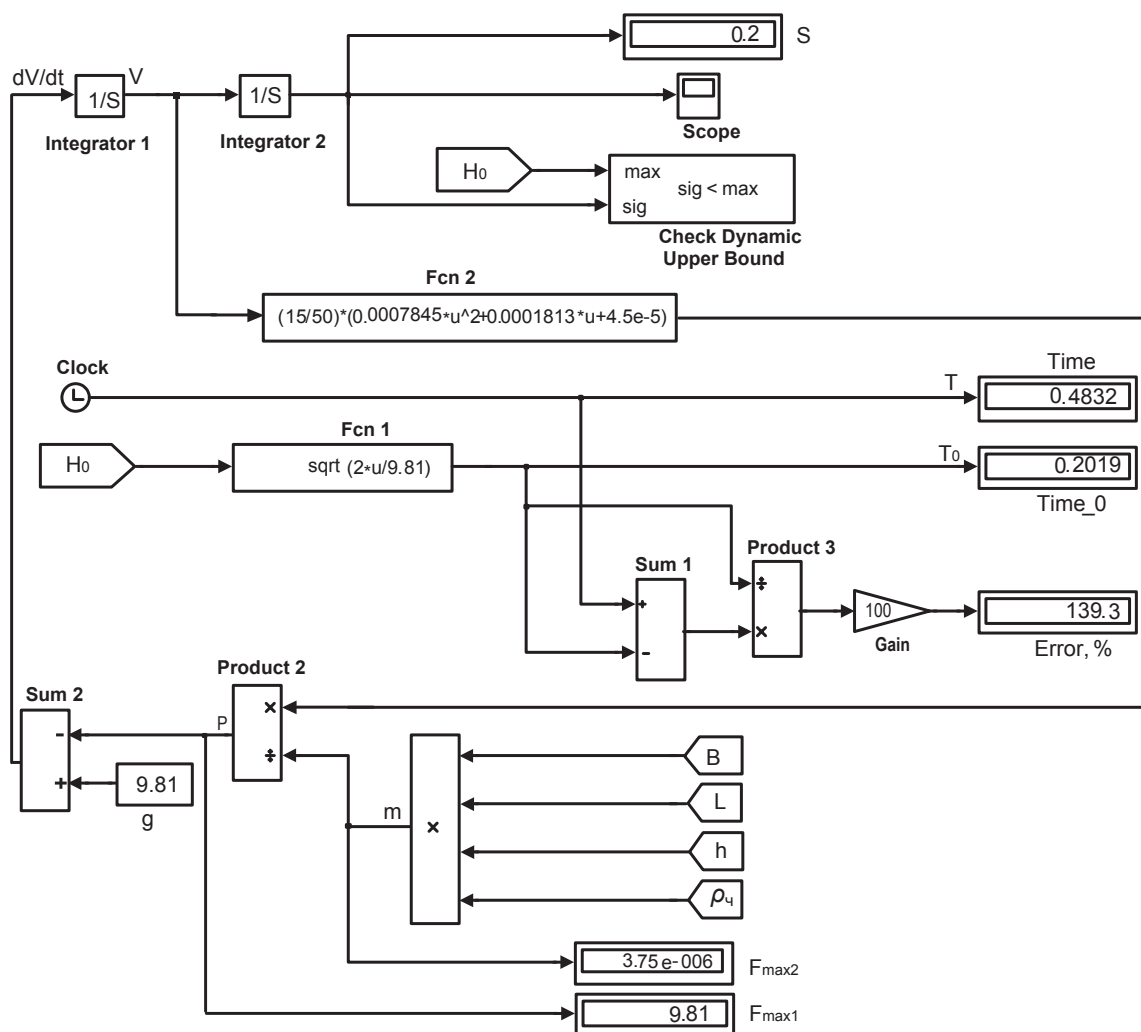 0.2
S
dV/dt
V
1/S
1/S
Integrator 1
Integrator 2
Scope
H0
max
sig < max
sig
Check Dynamic
Upper Bound
Fcn 2
(15/50)*(0.0007845*u^2+0.0001813*u+4.5e-5)
Clock
T
Time
0.4832
Fcn 1
H0
sqrt (2*u/9.81)
T0
0.2019
Time_0
Product 3
Sum 1
÷
+
100
139.3
×
-
Gain
Error, %
Product 2
Sum 2
×
P
-
÷
B
+
9.81
L
g
m
×
h
ρч
3.75 e-006
Fmax2
9.81
Fmax1